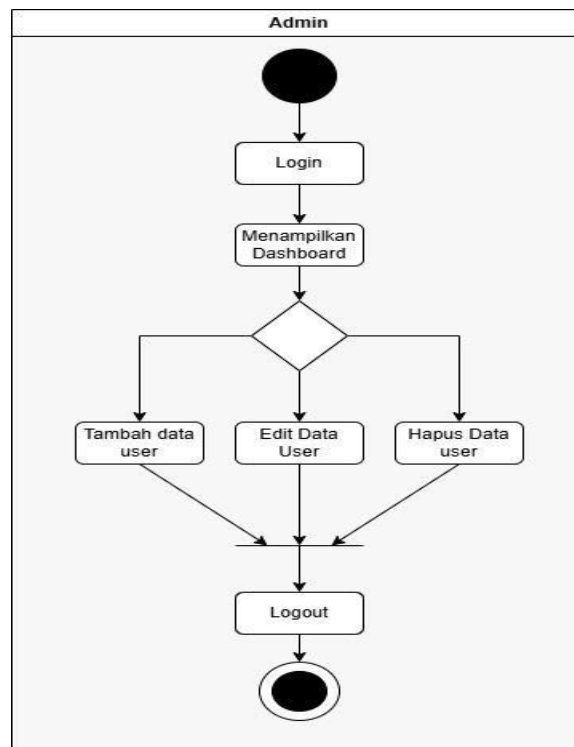 Admin
Login
Menampilkan
Dashboard
Tambah data
user
Edit Data
User
Hapus Data
user
Logout